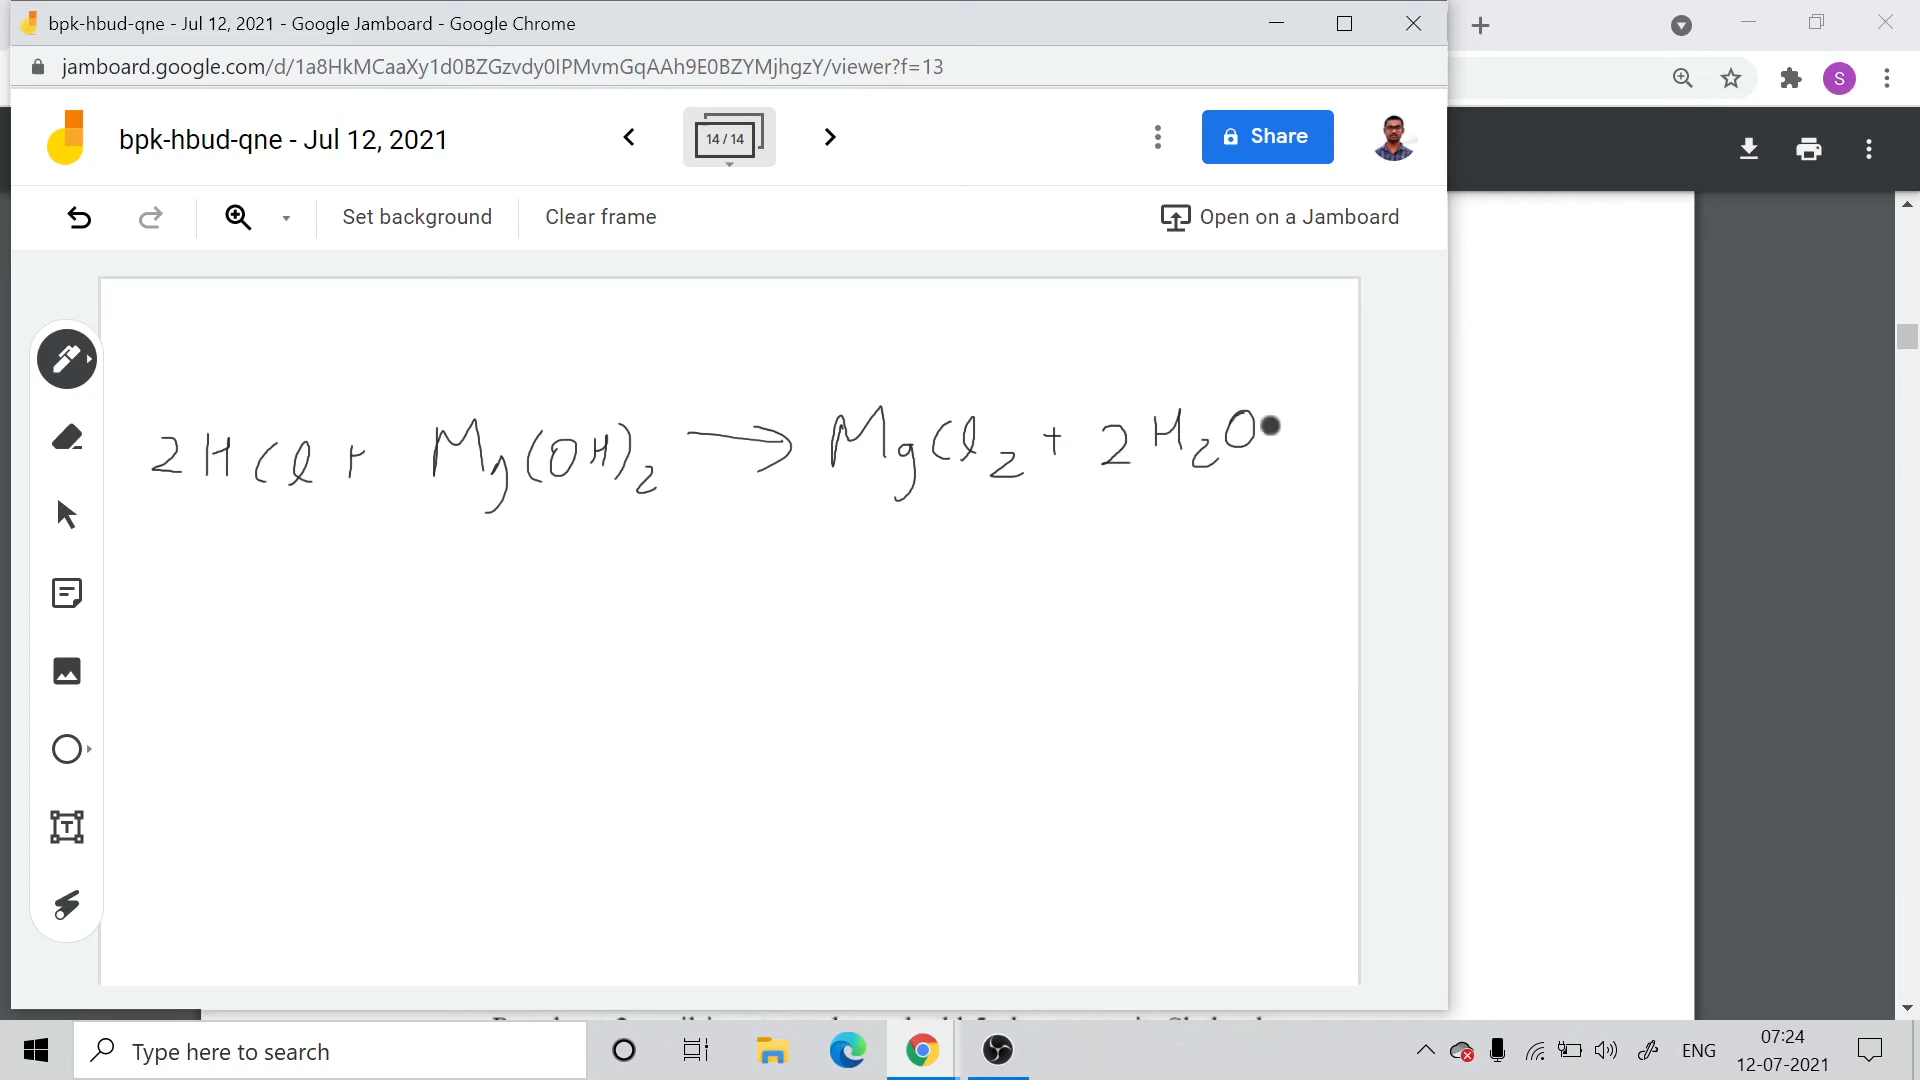 bpk-hbud-qne - Jul 12, 2021 - Google Jamboard - Google Chrome
jamboard.google.com/d/1a8HkMCaaXy1d0BZGzvdy0IPMvmGqAAh9E0BZYMjhgzY/viewer?f=13
S
bpk-hbud-qne - Jul 12, 2021
14 / 14
Share
Set background
Clear frame
Open on a Jamboard
2HCl + Mg(OH)₂ → MgCl₂ + 2H₂O
Type here to search
ENG
07:24
12-07-2021